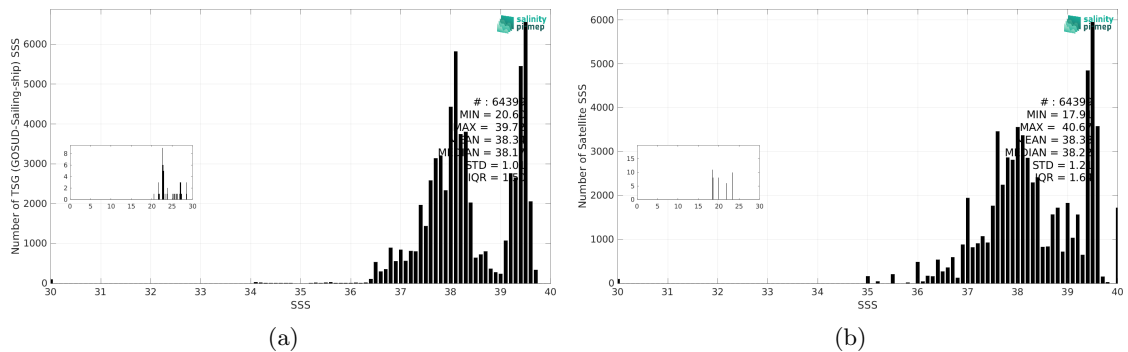 salinity
pi-mep
Number of TSG (GOSUD-Sailing-ship) SSS
6000
5000
4000
3000
2000
1000
0
# : 6439
MIN = 20.6
MAX = 39.7
MEAN = 38.3
MEDIAN = 38.1
STD = 1.0
IQR =
8
6
4
2
0
0 5 10 15 20 25 30
30 31 32 33 34 35 36 37 38 39 40
SSS
(a)
salinity
pi-mep
Number of Satellite SSS
6000
5000
4000
3000
2000
1000
0
# : 6439
MIN = 17.9
MAX = 40.6
MEAN = 38.3
MEDIAN = 38.2
STD = 1.2
IQR = 1.6
15
10
5
0
0 5 10 15 20 25 30
30 31 32 33 34 35 36 37 38 39 40
SSS
(b)